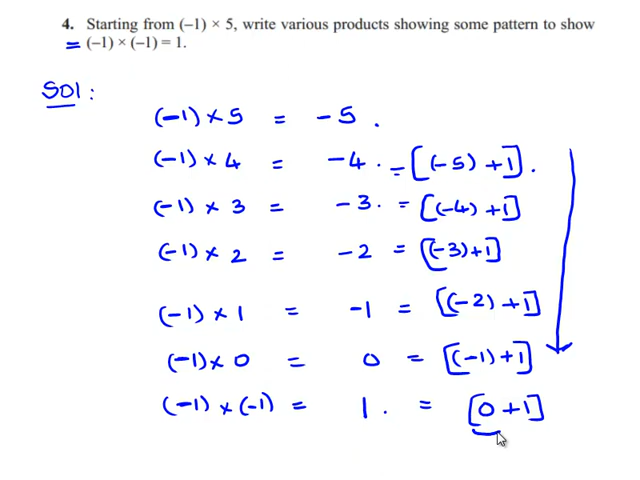 4. Starting from (–1) × 5, write various products showing some pattern to show
= (–1) × (–1) = 1.
SOl :
(-1) × 5 = -5 .
(-1) × 4 = -4 . = [(-5) +1] .
(-1) × 3 = -3 . = [(-4) +1]
(-1) × 2 = -2 = [(-3)+1]
(-1) × 1 = -1 = [(-2) +1]
(-1) × 0 = 0 = [(-1) +1]
(-1) × (-1) = 1 . = [0 +1]